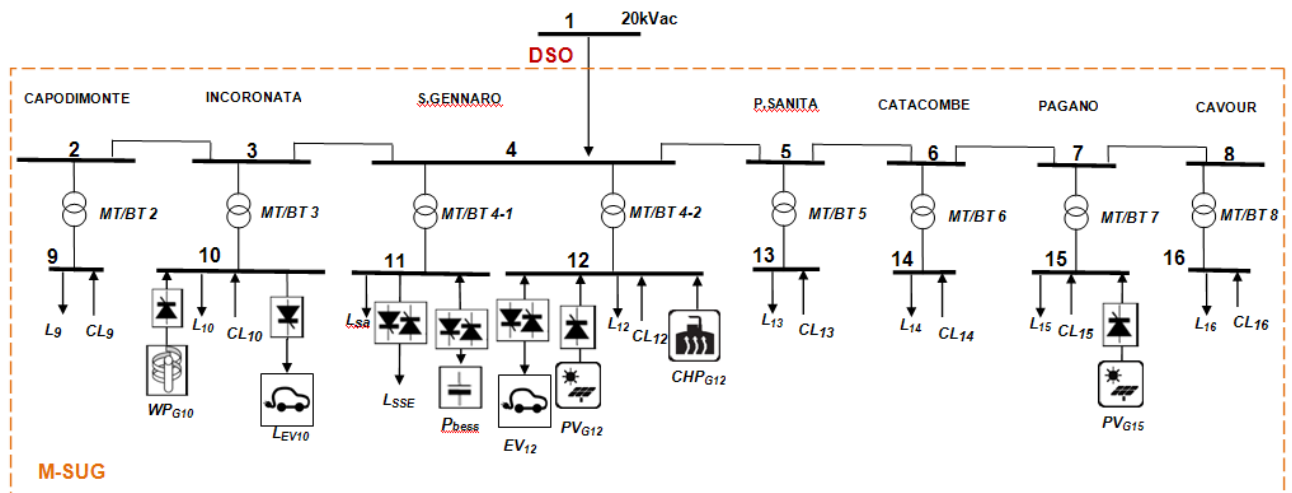 1 20kVac
DSO
CAPODIMONTE INCORONATA S.GENNARO P.SANITA CATACOMBE PAGANO CAVOUR
2 3 4 5 6 7 8
MT/BT 2 MT/BT 3 MT/BT 4-1 MT/BT 4-2 MT/BT 5 MT/BT 6 MT/BT 7 MT/BT 8
9 10 11 12 13 14 15 16
L9 CL9 L10 CL10 Lsa L12 CL12 L13 CL13 L14 CL14 L15 CL15 L16 CL16
WPG10 LEV10 LSSE Pbess EV12 PVG12 CHPG12 PVG15
M-SUG